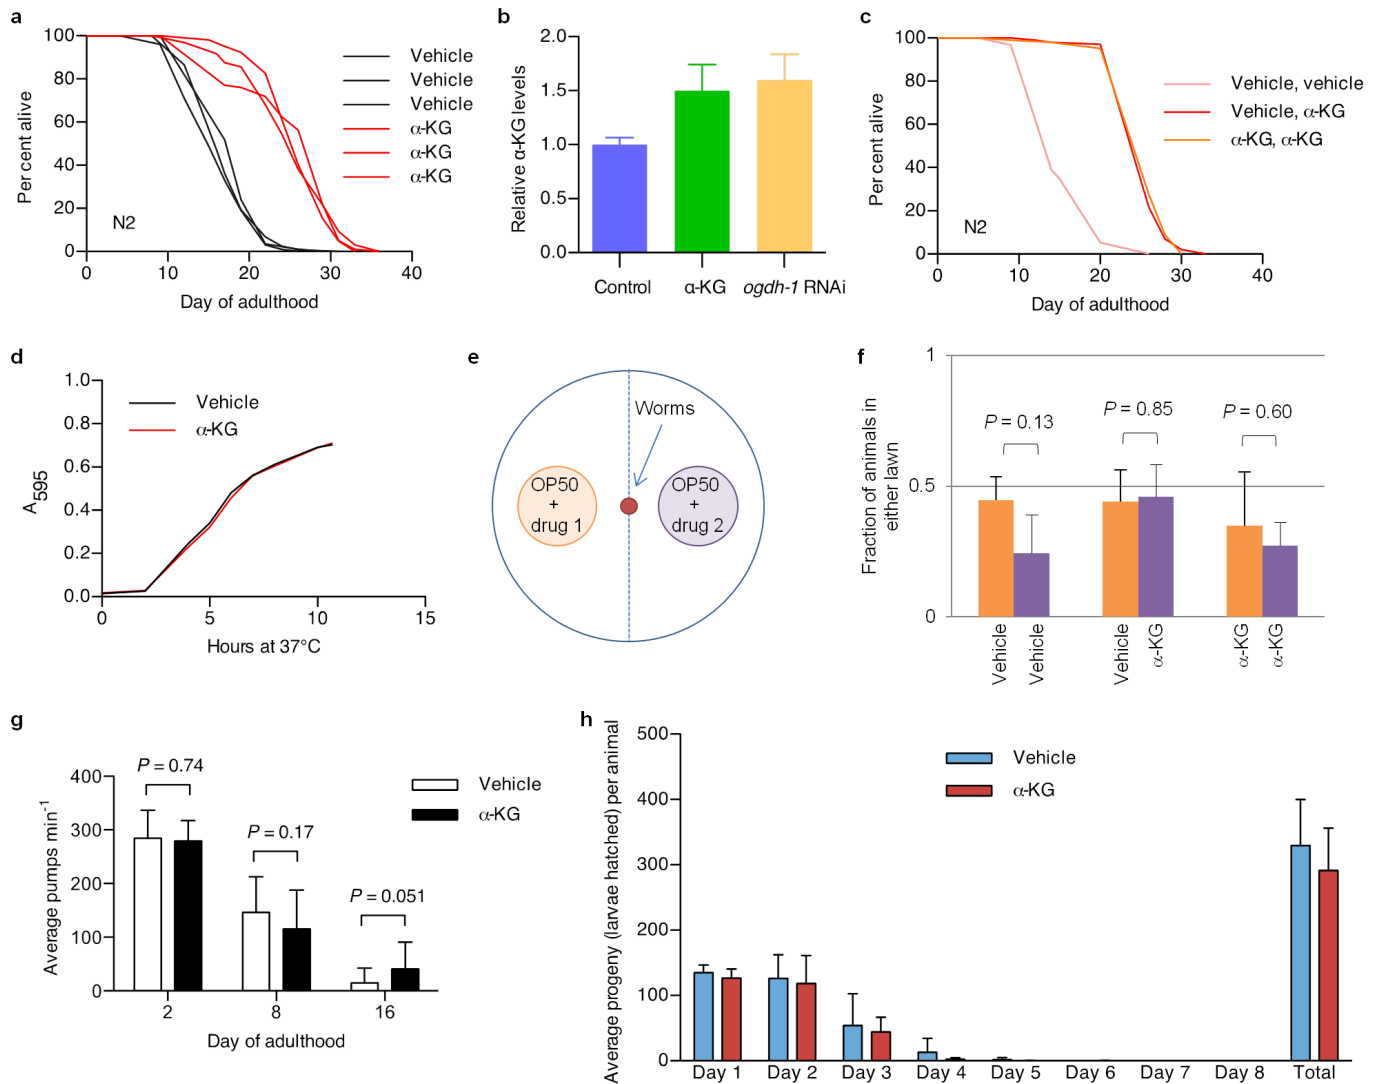 a
Per cent alive
100
80
60
40
20
0
0 10 20 30 40
Day of adulthood
N2
Vehicle
Vehicle
Vehicle
α-KG
α-KG
α-KG
b
Relative α-KG levels
2.0
1.5
1.0
0.5
0.0
Control α-KG ogdh-1 RNAi
c
Per cent alive
100
80
60
40
20
0
0 10 20 30 40
Day of adulthood
N2
Vehicle, vehicle
Vehicle, α-KG
α-KG, α-KG
d
A595
1.0
0.8
0.6
0.4
0.2
0.0
0 5 10 15
Hours at 37°C
Vehicle
α-KG
e
Worms
OP50
+
drug 1
OP50
+
drug 2
f
Fraction of animals in
either lawn
1
0.5
0
P = 0.13
P = 0.85
P = 0.60
Vehicle
Vehicle
Vehicle
α-KG
α-KG
α-KG
g
Average pumps min-1
400
300
200
100
0
P = 0.74
P = 0.17
P = 0.051
2 8 16
Day of adulthood
Vehicle
α-KG
h
Average progeny (larvae hatched) per animal
500
400
300
200
100
0
Vehicle
α-KG
Day 1 Day 2 Day 3 Day 4 Day 5 Day 6 Day 7 Day 8 Total